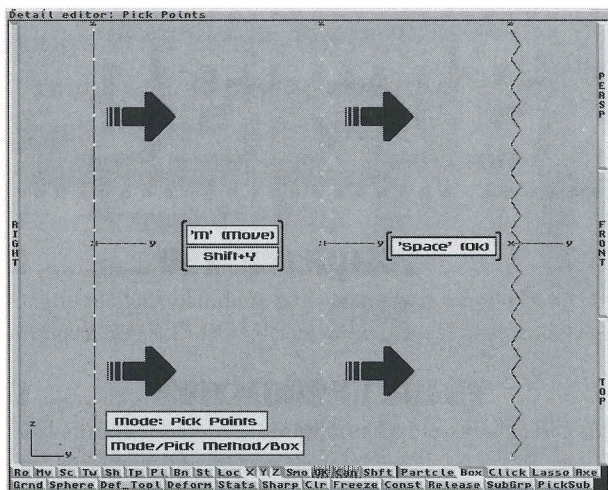 Detail editor: Pick Points
PERSP
RIGHT
FRONT
'M' (Move)
Shift+Y
'Space' (Ok)
y
y
y
TOP
Mode: Pick Points
Mode/Pick Method/Box
z
y
Ro Mv Sc Tw Sh Tp Pi Bn St Loc X Y Z Smo Ok Can Shft Partcle Box Click Lasso Axe
Grnd Sphere Def_Tool Deform Stats Sharp Clr Freeze Const Release SubGrp PickSub